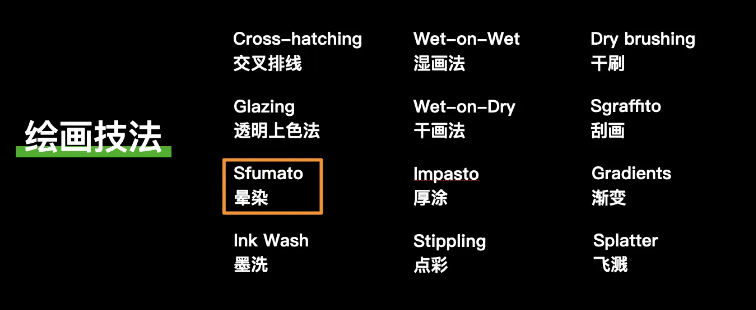 绘画技法
Cross-hatching
交叉排线
Wet-on-Wet
湿画法
Dry brushing
干刷
Glazing
透明上色法
Wet-on-Dry
干画法
Sgraffito
刮画
Sfumato
晕染
Impasto
厚涂
Gradients
渐变
Ink Wash
墨洗
Stippling
点彩
Splatter
飞溅